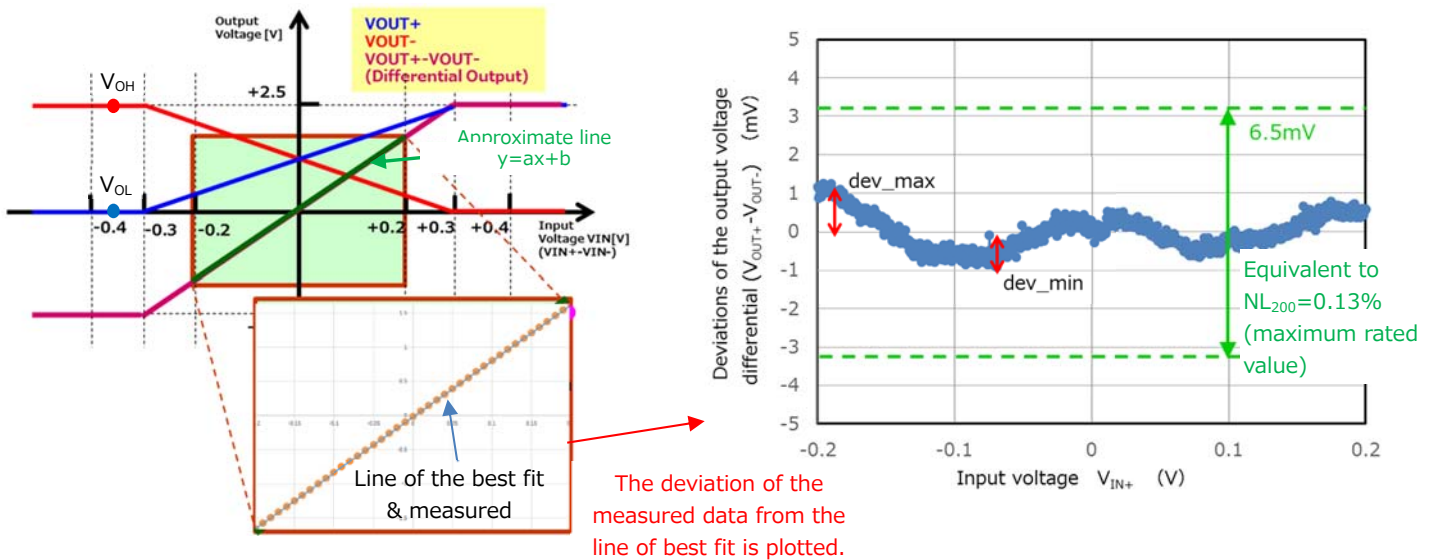 Output
Voltage [V]
VOUT+
VOUT-
VOUT+-VOUT-
(Differential Output)
VOH
+2.5
Approximate line
y=ax+b
VOL
-0.4
-0.3
-0.2
+0.2
+0.3
+0.4
Input
Voltage VIN[V]
(VIN+-VIN-)
Line of the best fit
& measured
The deviation of the
measured data from the
line of best fit is plotted.
Deviations of the output voltage
differential (VOUT+-VOUT-) (mV)
5
4
3
2
1
0
-1
-2
-3
-4
-5
6.5mV
dev_max
dev_min
Equivalent to
NL200=0.13%
(maximum rated
value)
-0.2
-0.1
0
0.1
0.2
Input voltage VIN+ (V)